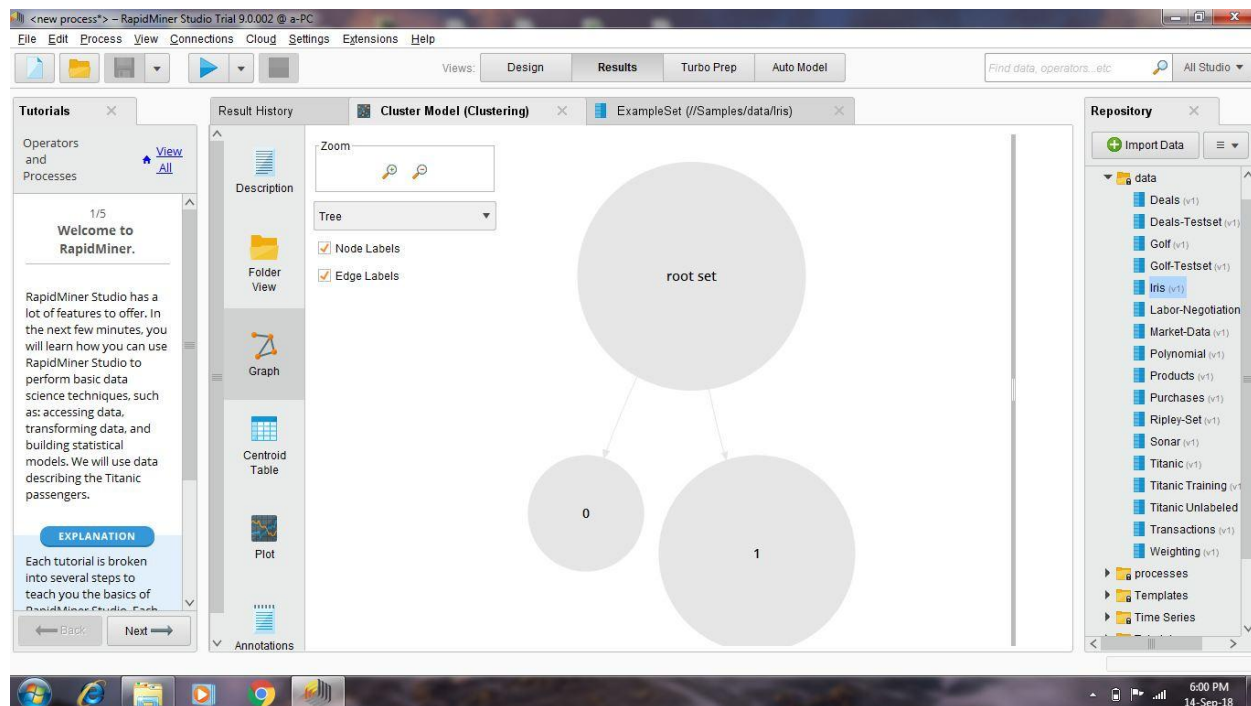 <new process*> – RapidMiner Studio Trial 9.0.002 @ a-PC
File Edit Process View Connections Cloud Settings Extensions Help
Views: Design Results Turbo Prep Auto Model
Find data, operators...etc
All Studio
Tutorials
Operators
and
Processes
View
All
1/5
Welcome to
RapidMiner.
RapidMiner Studio has a
lot of features to offer. In
the next few minutes, you
will learn how you can use
RapidMiner Studio to
perform basic data
science techniques, such
as: accessing data,
transforming data, and
building statistical
models. We will use data
describing the Titanic
passengers.
EXPLANATION
Each tutorial is broken
into several steps to
teach you the basics of
RapidMiner Studio. Each
Back Next
Result History
Cluster Model (Clustering)
ExampleSet (//Samples/data/Iris)
Description
Folder
View
Graph
Centroid
Table
Plot
Annotations
Zoom
Tree
Node Labels
Edge Labels
root set
0
1
Repository
Import Data
data
Deals (v1)
Deals-Testset (v1)
Golf (v1)
Golf-Testset (v1)
Iris (v1)
Labor-Negotiation
Market-Data (v1)
Polynomial (v1)
Products (v1)
Purchases (v1)
Ripley-Set (v1)
Sonar (v1)
Titanic (v1)
Titanic Training (v1
Titanic Unlabeled
Transactions (v1)
Weighting (v1)
processes
Templates
Time Series
6:00 PM
14-Sep-18